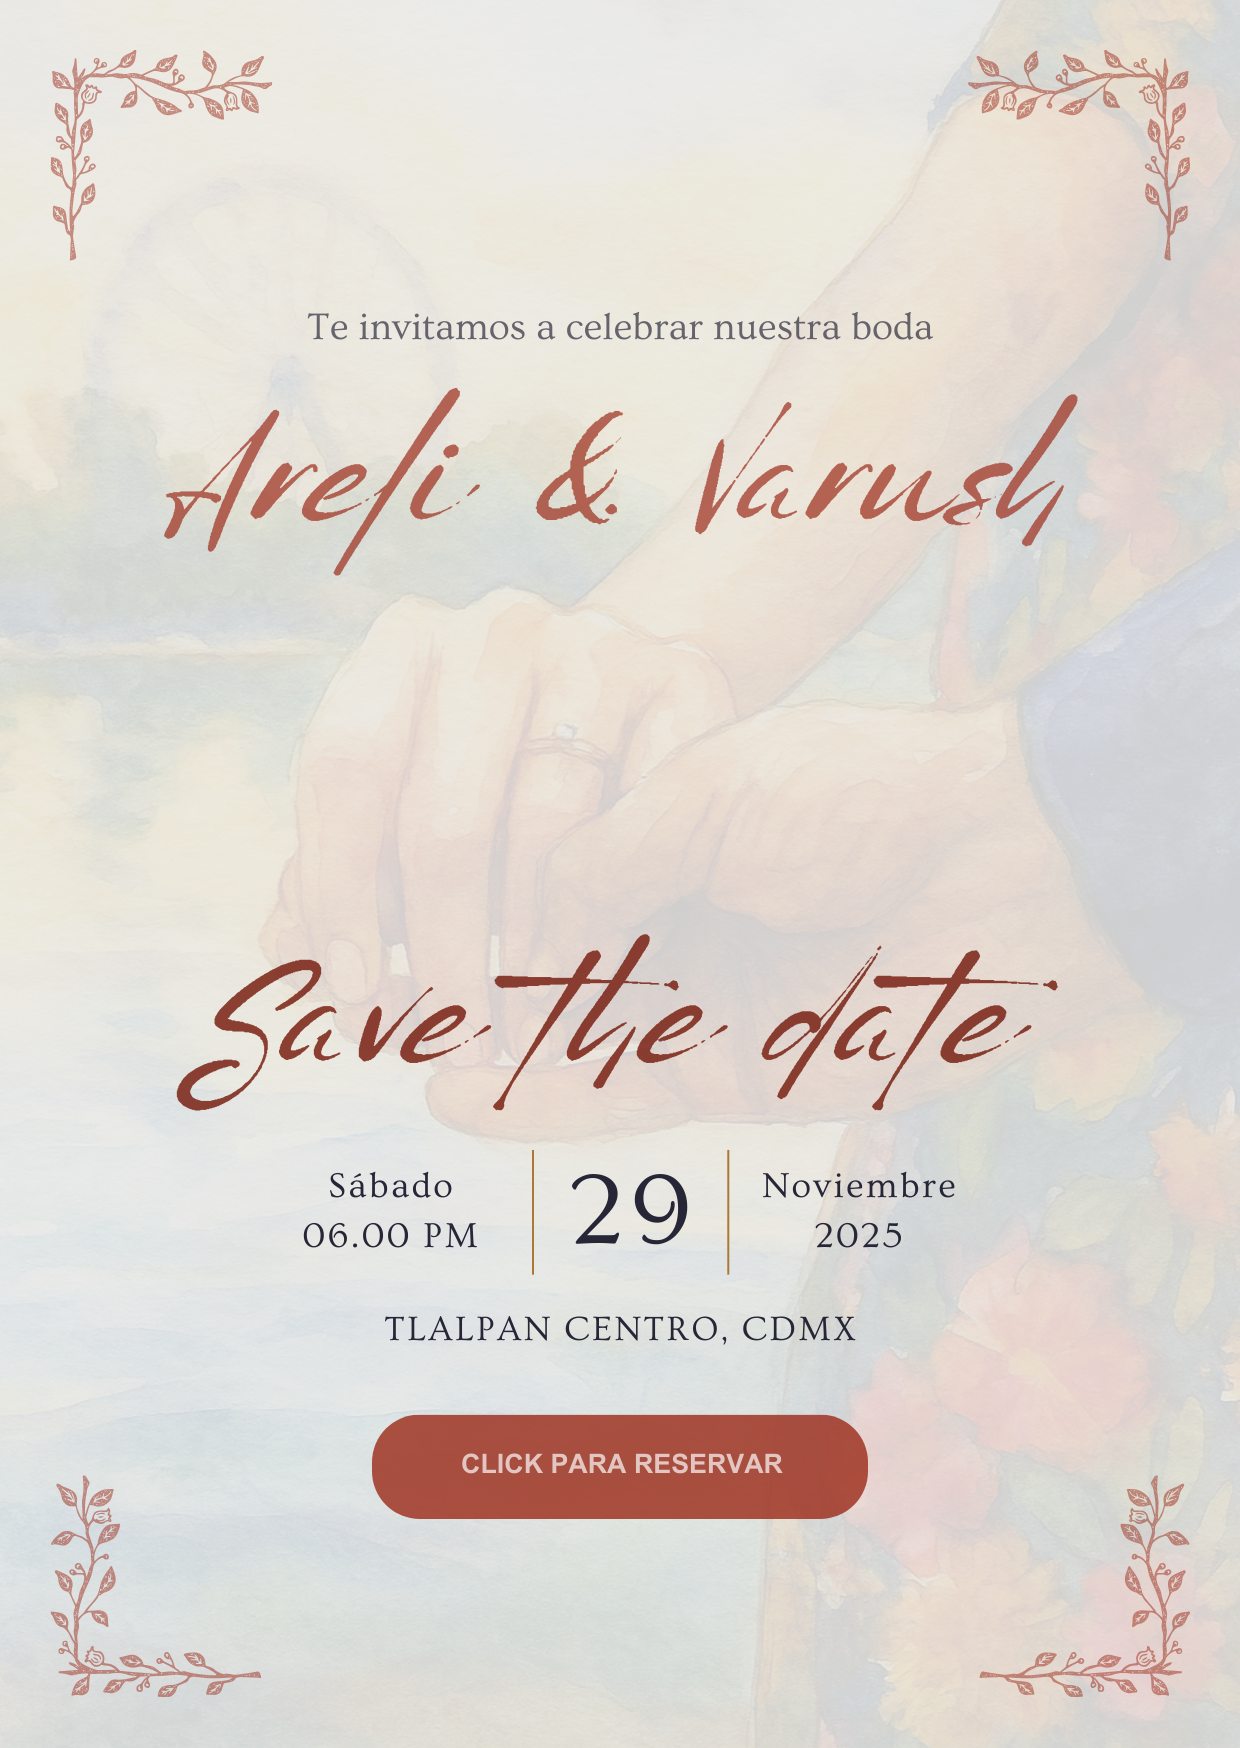 Te invitamos a celebrar nuestra boda
Areli & Varush
Save the date
Sábado
06.00 PM
29
Noviembre
2025
TLALPAN CENTRO, CDMX
CLICK PARA RESERVAR